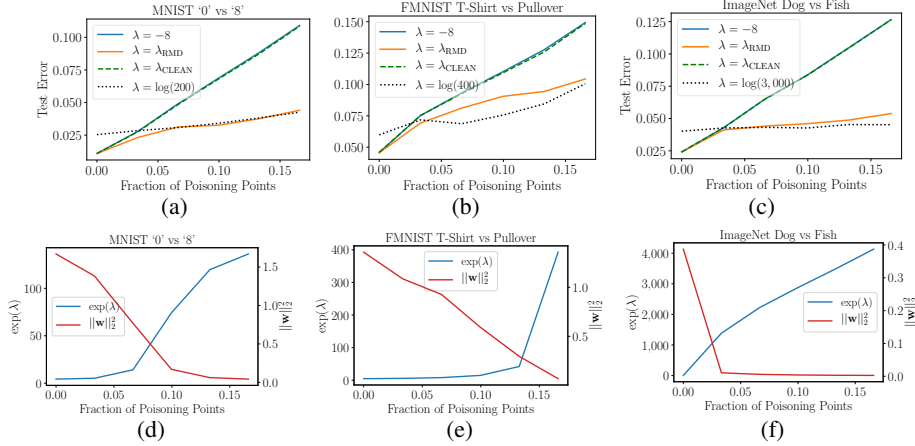 MNIST ‘0’ vs ‘8’
Test Error
0.100
0.075
0.050
0.025
λ = −8
λ = λRMD
λ = λCLEAN
λ = log(200)
0.00 0.05 0.10 0.15
Fraction of Poisoning Points
(a)
FMNIST T-Shirt vs Pullover
0.150
0.125
0.100
0.075
0.050
λ = −8
λ = λRMD
λ = λCLEAN
λ = log(400)
0.00 0.05 0.10 0.15
Fraction of Poisoning Points
(b)
ImageNet Dog vs Fish
Test Error
0.125
0.100
0.075
0.050
0.025
λ = −8
λ = λRMD
λ = λCLEAN
λ = log(3,000)
0.00 0.05 0.10 0.15
Fraction of Poisoning Points
(c)
MNIST ‘0’ vs ‘8’
exp(λ)
100
50
0
exp(λ)
||w||₂²
1.5
1.0
0.5
0.0
||w||₂²
0.00 0.05 0.10 0.15
Fraction of Poisoning Points
(d)
FMNIST T-Shirt vs Pullover
exp(λ)
400
300
200
100
0
exp(λ)
||w||₂²
1.0
0.5
||w||₂²
0.00 0.05 0.10 0.15
Fraction of Poisoning Points
(e)
ImageNet Dog vs Fish
exp(λ)
4,000
3,000
2,000
1,000
0
exp(λ)
||w||₂²
0.4
0.3
0.2
0.1
0.0
||w||₂²
0.00 0.05 0.10 0.15
Fraction of Poisoning Points
(f)